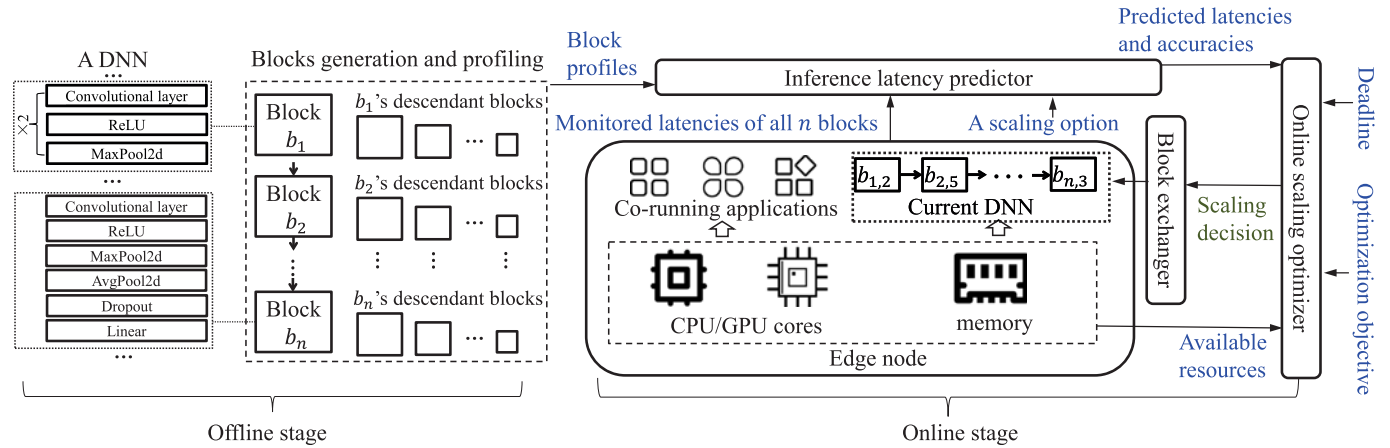 A DNN
...
Convolutional layer
ReLU
MaxPool2d
×2
...
Convolutional layer
ReLU
MaxPool2d
AvgPool2d
Dropout
Linear
...
Blocks generation and profiling
Block
b1
b1's descendant blocks
...
Block
b2
b2's descendant blocks
...
Block
bn
bn's descendant blocks
...
Offline stage
Block
profiles
Inference latency predictor
Predicted latencies
and accuracies
Monitored latencies of all n blocks
A scaling option
Co-running applications
b1,2
b2,5
...
bn,3
Current DNN
CPU/GPU cores
memory
Edge node
Block exchanger
Scaling
decision
Available
resources
Online scaling optimizer
Deadline
Optimization objective
Online stage